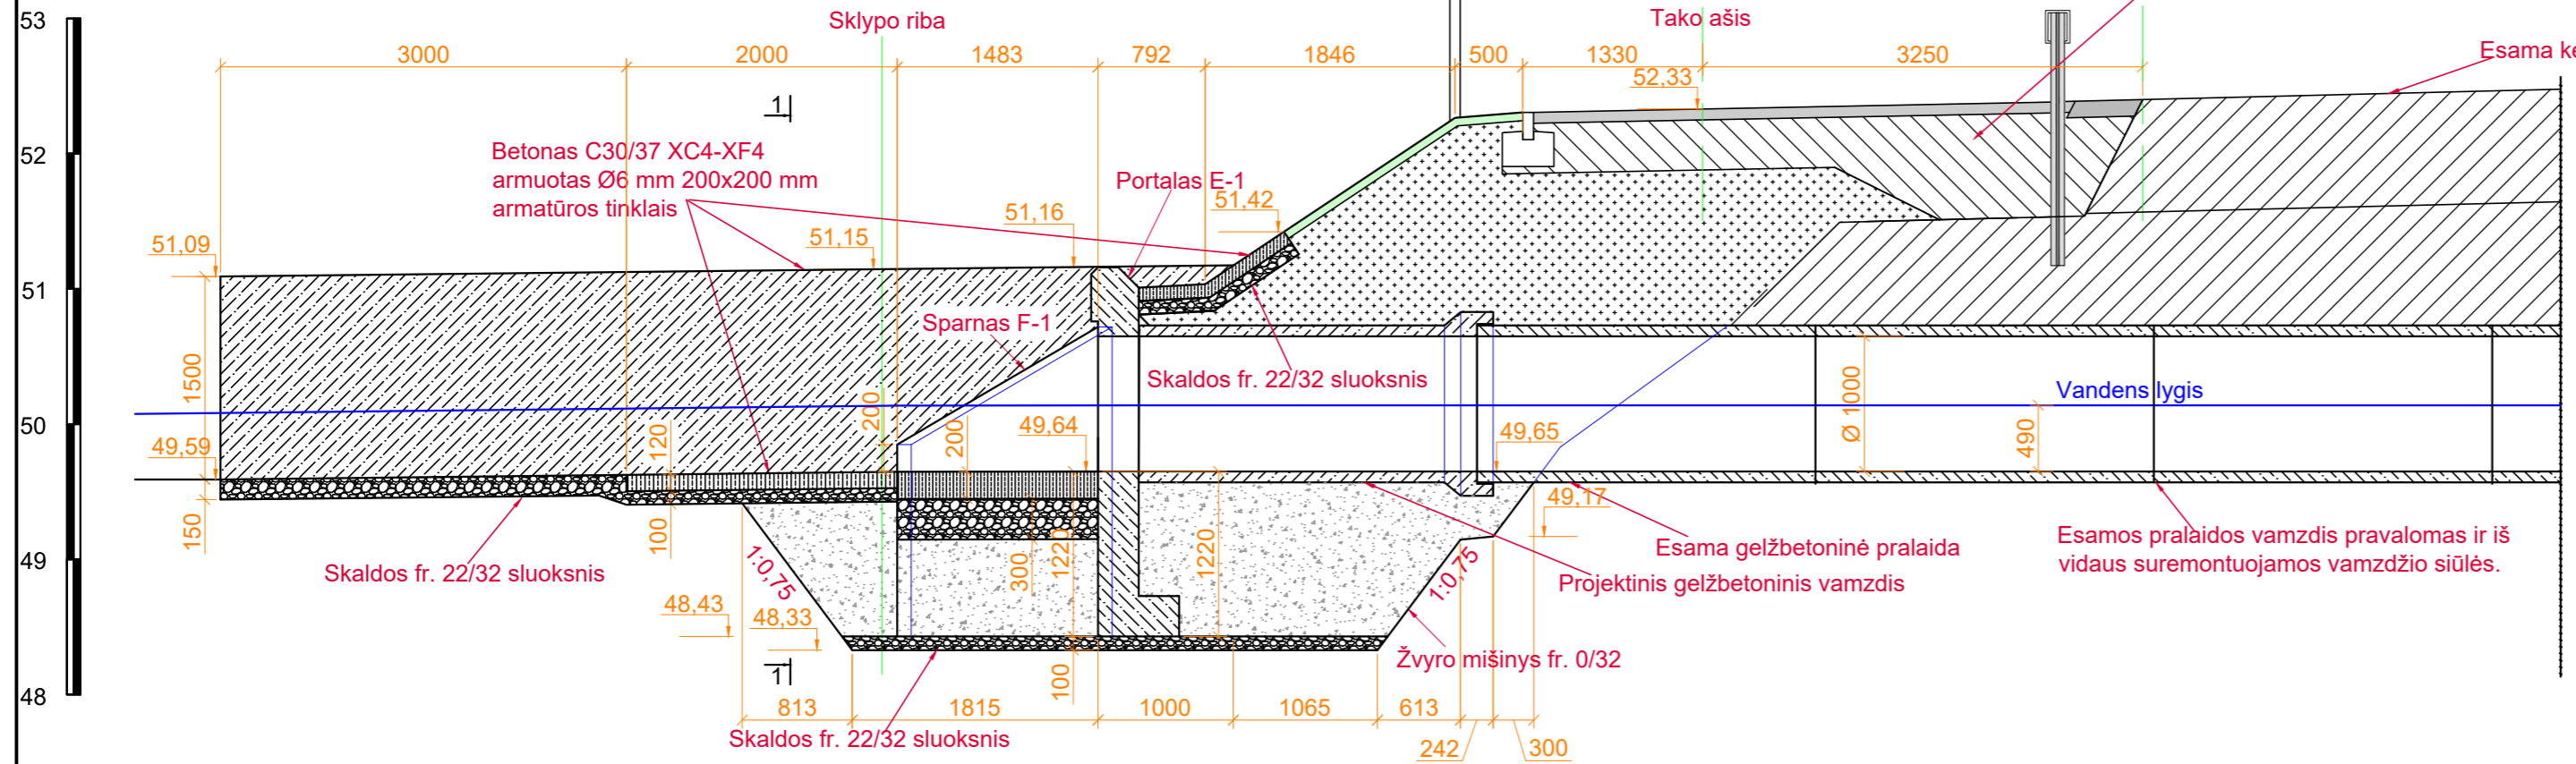 53
52
51
50
49
48
Sklypo riba
Tako ašis
3000
2000
1483
792
1846
500
1330
3250
52,33
Esama ke
1
Betonas C30/37 XC4-XF4
armuotas Ø6 mm 200x200 mm
armatūros tinklais
Portalas E-1
51,42
51,16
51,15
51,09
Sparnas F-1
Skaldos fr. 22/32 sluoksnis
1500
Ø 1000
Vandens lygis
490
200
200
120
49,64
49,65
49,59
49,17
150
100
300
1220
1220
1:0,75
1:0,75
Skaldos fr. 22/32 sluoksnis
Esama gelžbetoninė pralaida
Projektinis gelžbetoninis vamzdis
Esamos pralaidos vamzdis pravalomas ir iš
vidaus suremontuojamos vamzdžio siūlės.
48,43
48,33
1
100
Žvyro mišinys fr. 0/32
813
1815
1000
1065
613
242
300
Skaldos fr. 22/32 sluoksnis